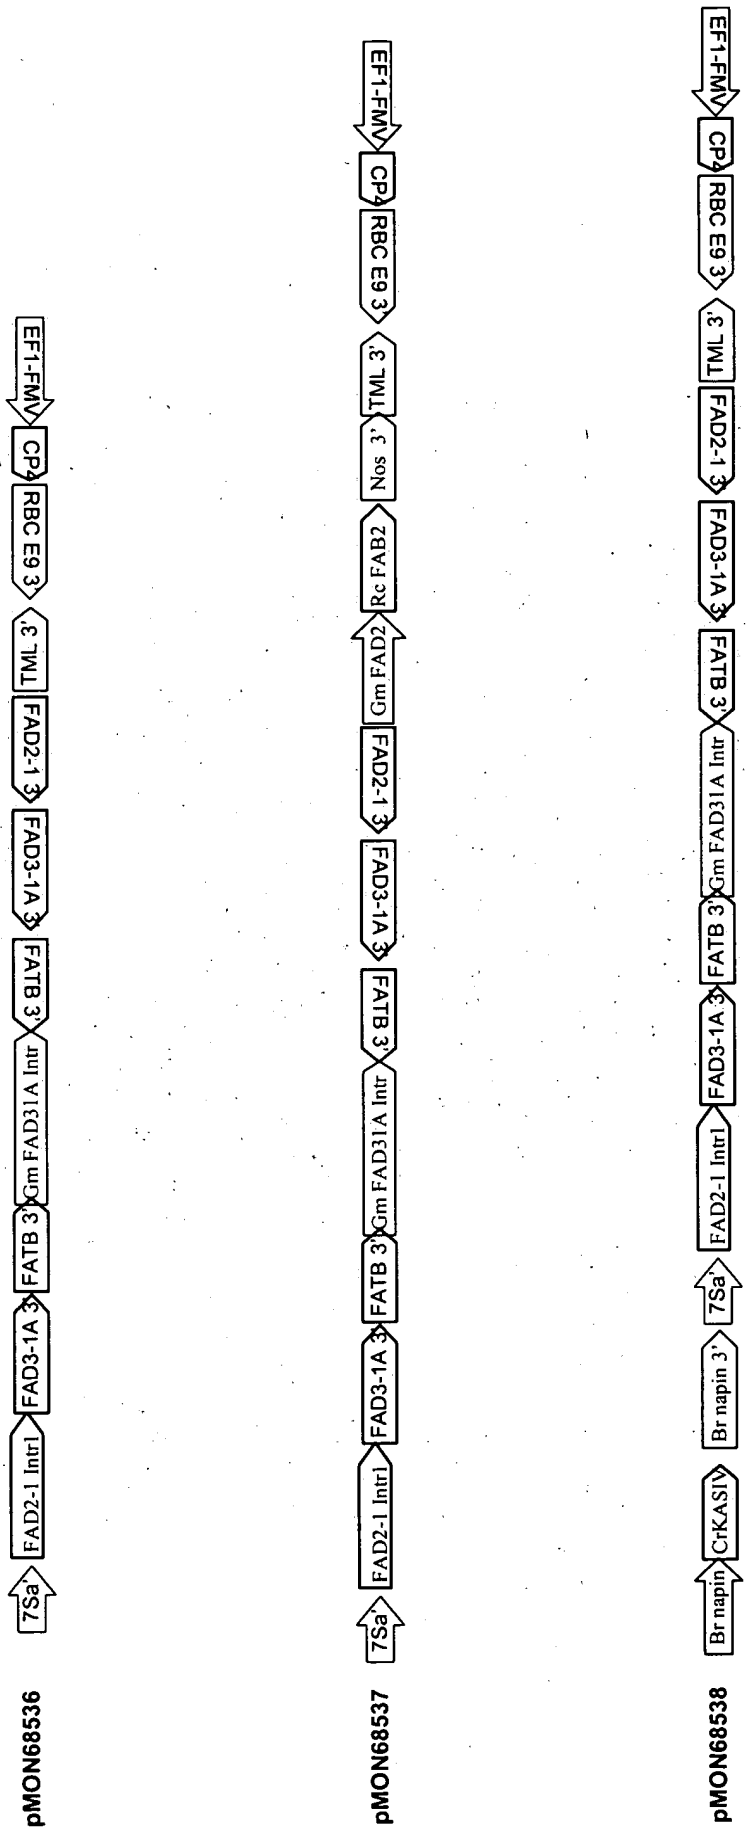 pMON68536
7Sa'
FAD2-1 Intr1
FAD3-1A 3'
FATB 3'
Gm FAD31A Intr
FATB 3'
FAD3-1A 3'
FAD2-1 3'
TML 3'
RBC E9 3'
CP4
EF1-FMV
pMON68537
7Sa'
FAD2-1 Intr1
FAD3-1A 3'
FATB 3'
Gm FAD31A Intr
FATB 3'
FAD3-1A 3'
FAD2-1 3'
Gm FAD2
Rc FAB2
Nos 3'
TML 3'
RBC E9 3'
CP4
EF1-FMV
pMON68538
Br napin
CrKASIV
Br napin 3'
7Sa'
FAD2-1 Intr1
FAD3-1A 3'
FATB 3'
Gm FAD31A Intr
FATB 3'
FAD3-1A 3'
FAD2-1 3'
TML 3'
RBC E9 3'
CP4
EF1-FMV